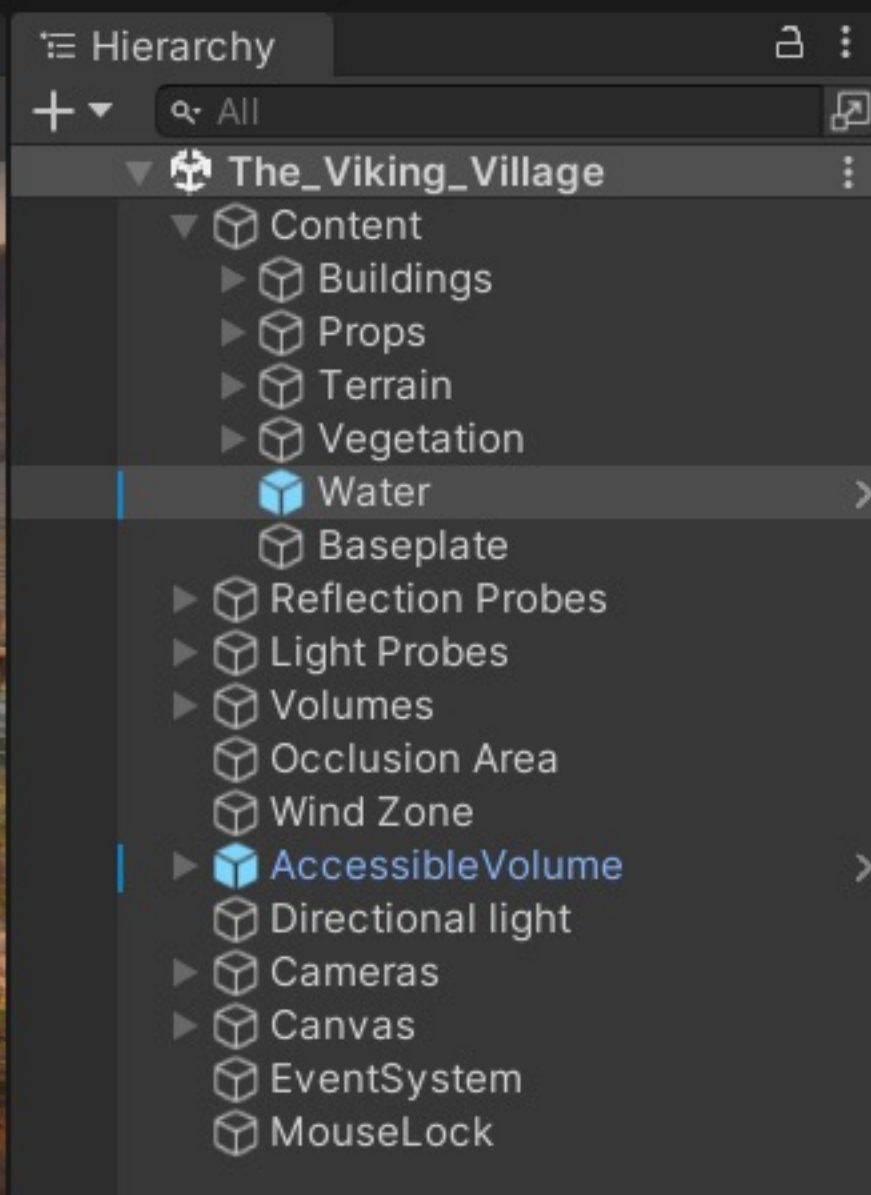 Hierarchy
All
The_Viking_Village
Content
Buildings
Props
Terrain
Vegetation
Water
Baseplate
Reflection Probes
Light Probes
Volumes
Occlusion Area
Wind Zone
AccessibleVolume
Directional light
Cameras
Canvas
EventSystem
MouseLock